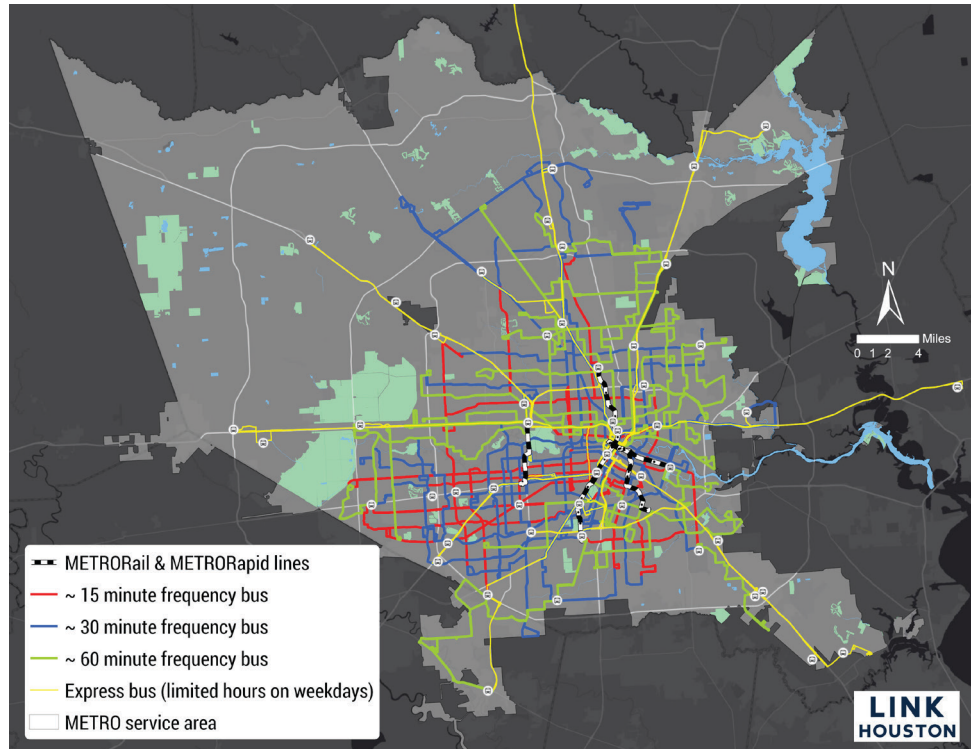 N
Miles
0 1 2 4
METRORail & METRORapid lines
~ 15 minute frequency bus
~ 30 minute frequency bus
~ 60 minute frequency bus
Express bus (limited hours on weekdays)
METRO service area
LINK
HOUSTON